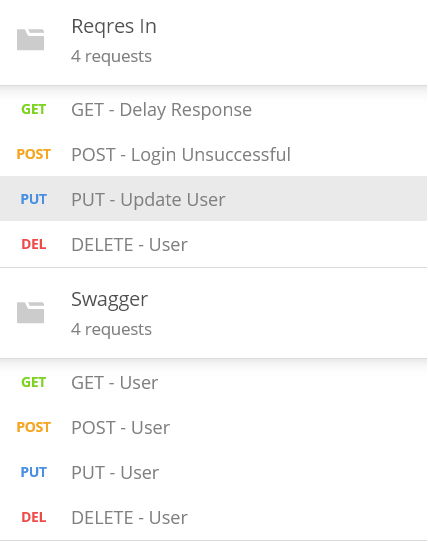 Reqres In
4 requests
GET GET - Delay Response
POST POST - Login Unsuccessful
PUT PUT - Update User
DEL DELETE - User
Swagger
4 requests
GET GET - User
POST POST - User
PUT PUT - User
DEL DELETE - User